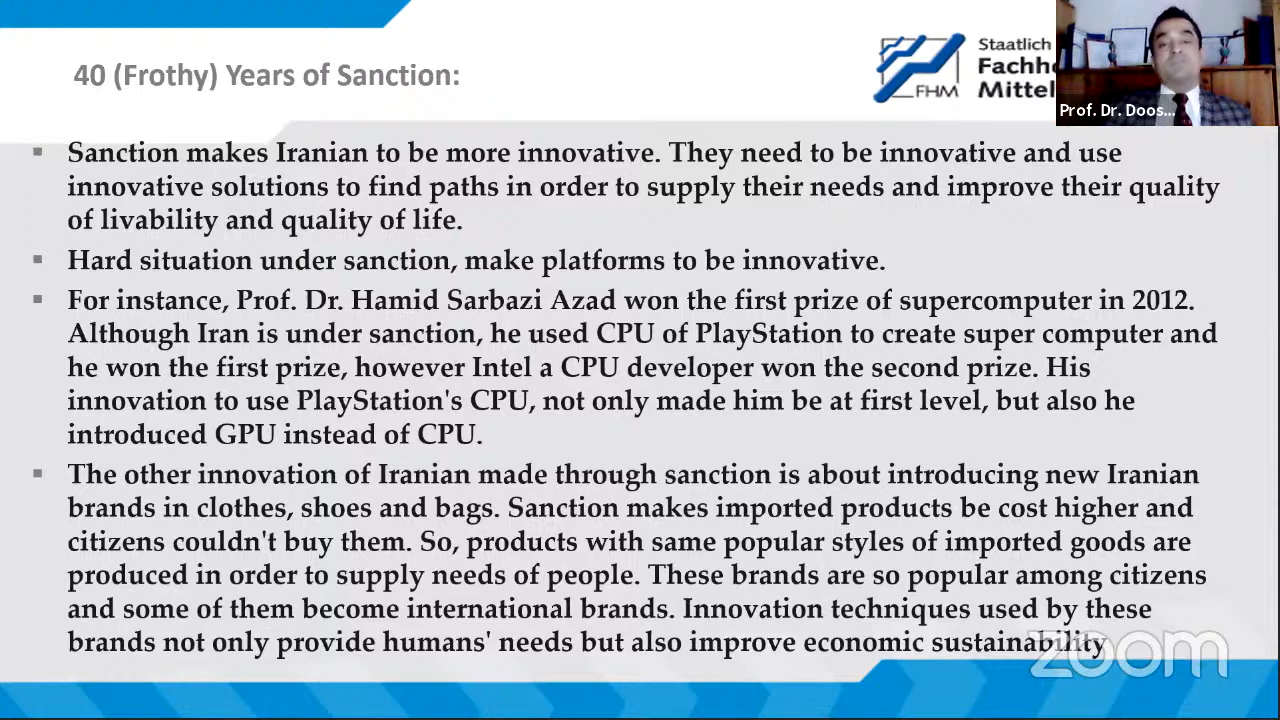 40 (Frothy) Years of Sanction:
Staatlich
Fachho
Mittel
FHM
Prof. Dr. Doos...
Sanction makes Iranian to be more innovative. They need to be innovative and use
innovative solutions to find paths in order to supply their needs and improve their quality
of livability and quality of life.
Hard situation under sanction, make platforms to be innovative.
For instance, Prof. Dr. Hamid Sarbazi Azad won the first prize of supercomputer in 2012.
Although Iran is under sanction, he used CPU of PlayStation to create super computer and
he won the first prize, however Intel a CPU developer won the second prize. His
innovation to use PlayStation's CPU, not only made him be at first level, but also he
introduced GPU instead of CPU.
The other innovation of Iranian made through sanction is about introducing new Iranian
brands in clothes, shoes and bags. Sanction makes imported products be cost higher and
citizens couldn't buy them. So, products with same popular styles of imported goods are
produced in order to supply needs of people. These brands are so popular among citizens
and some of them become international brands. Innovation techniques used by these
brands not only provide humans' needs but also improve economic sustainability
zoom